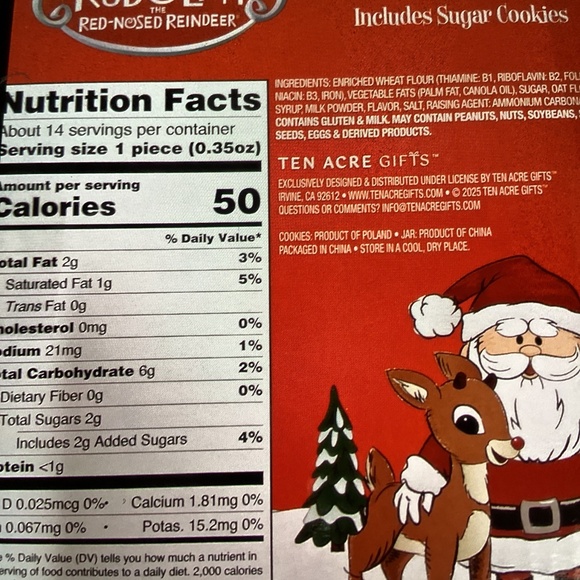 THE
RED-NOSED REINDEER
Includes Sugar Cookies
Nutrition Facts
About 14 servings per container
Serving size 1 piece (0.35oz)
Amount per serving
Calories 50
% Daily Value*
otal Fat 2g 3%
Saturated Fat 1g 5%
Trans Fat 0g
holesterol 0mg 0%
odium 21mg 1%
otal Carbohydrate 6g 2%
Dietary Fiber 0g 0%
Total Sugars 2g
Includes 2g Added Sugars 4%
otein <1g
D 0.025mcg 0% • Calcium 1.81mg 0%
0.067mg 0% • Potas. 15.2mg 0%
% Daily Value (DV) tells you how much a nutrient in
erving of food contributes to a daily diet. 2,000 calories
INGREDIENTS: ENRICHED WHEAT FLOUR (THIAMINE: B1, RIBOFLAVIN: B2, FOL
NIACIN: B3, IRON), VEGETABLE FATS (PALM FAT, CANOLA OIL), SUGAR, OAT FL
SYRUP, MILK POWDER, FLAVOR, SALT, RAISING AGENT: AMMONIUM CARBONA
CONTAINS GLUTEN & MILK. MAY CONTAIN PEANUTS, NUTS, SOYBEANS, S
SEEDS, EGGS & DERIVED PRODUCTS.
TEN ACRE GIFTS™
EXCLUSIVELY DESIGNED & DISTRIBUTED UNDER LICENSE BY TEN ACRE GIFTS™
IRVINE, CA 92612 • WWW.TENACREGIFTS.COM • © 2025 TEN ACRE GIFTS™
QUESTIONS OR COMMENTS? INFO@TENACREGIFTS.COM
COOKIES: PRODUCT OF POLAND • JAR: PRODUCT OF CHINA
PACKAGED IN CHINA • STORE IN A COOL, DRY PLACE.